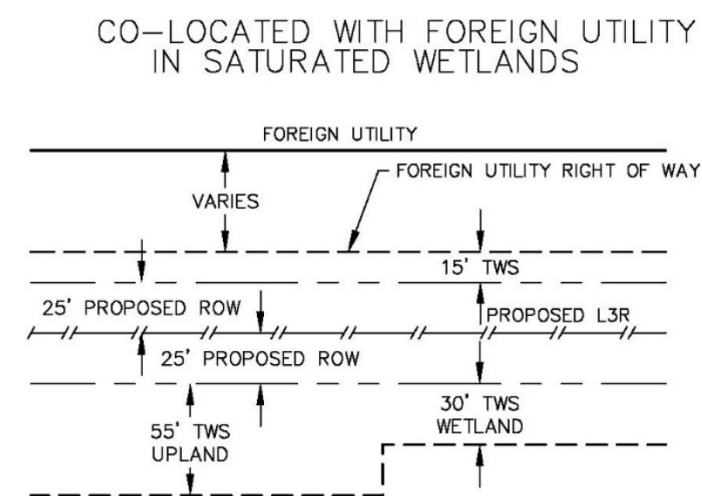 CO-LOCATED WITH FOREIGN UTILITY
IN SATURATED WETLANDS
FOREIGN UTILITY
FOREIGN UTILITY RIGHT OF WAY
VARIES
15' TWS
25' PROPOSED ROW
PROPOSED L3R
25' PROPOSED ROW
30' TWS
WETLAND
55' TWS
UPLAND